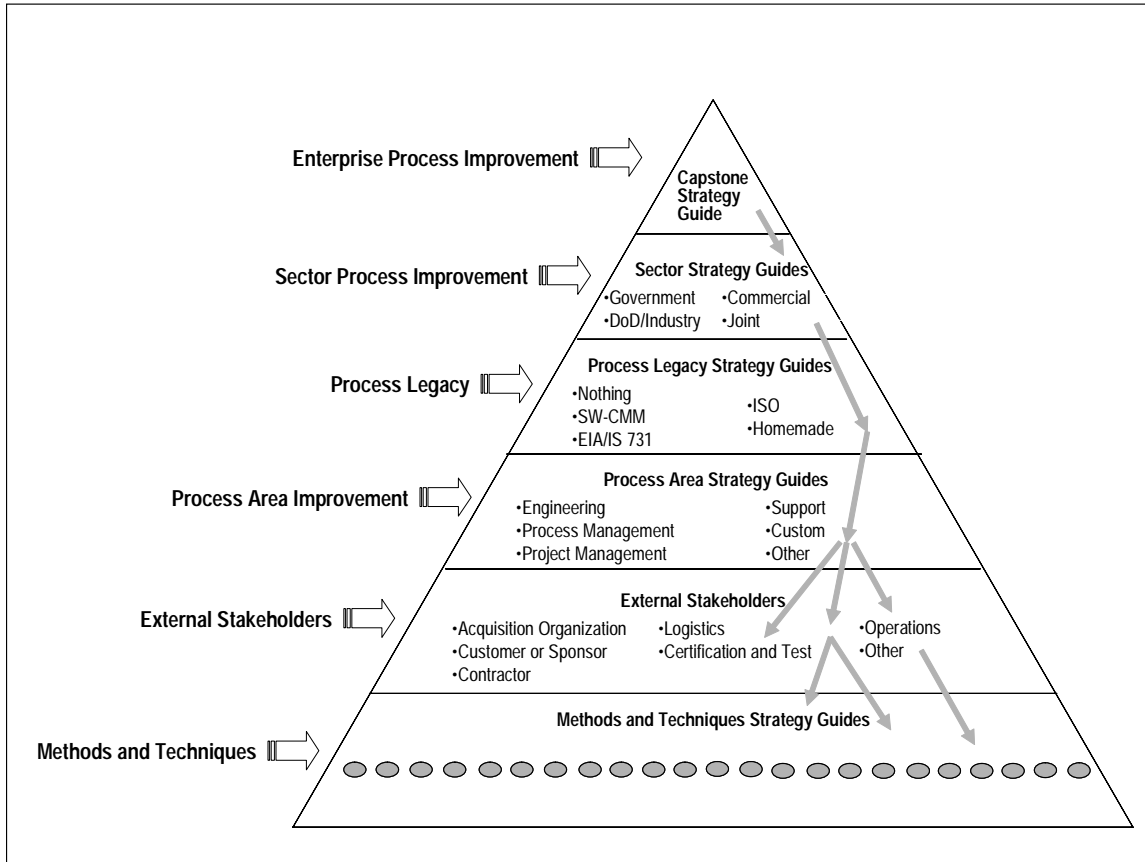 Enterprise Process Improvement
Capstone
Strategy
Guide
Sector Process Improvement
Sector Strategy Guides
•Government
•DoD/Industry
•Commercial
•Joint
Process Legacy
Process Legacy Strategy Guides
•Nothing
•SW-CMM
•EIA/IS 731
•ISO
•Homemade
Process Area Improvement
Process Area Strategy Guides
•Engineering
•Process Management
•Project Management
•Support
•Custom
•Other
External Stakeholders
External Stakeholders
•Acquisition Organization
•Customer or Sponsor
•Contractor
•Logistics
•Certification and Test
•Operations
•Other
Methods and Techniques
Methods and Techniques Strategy Guides